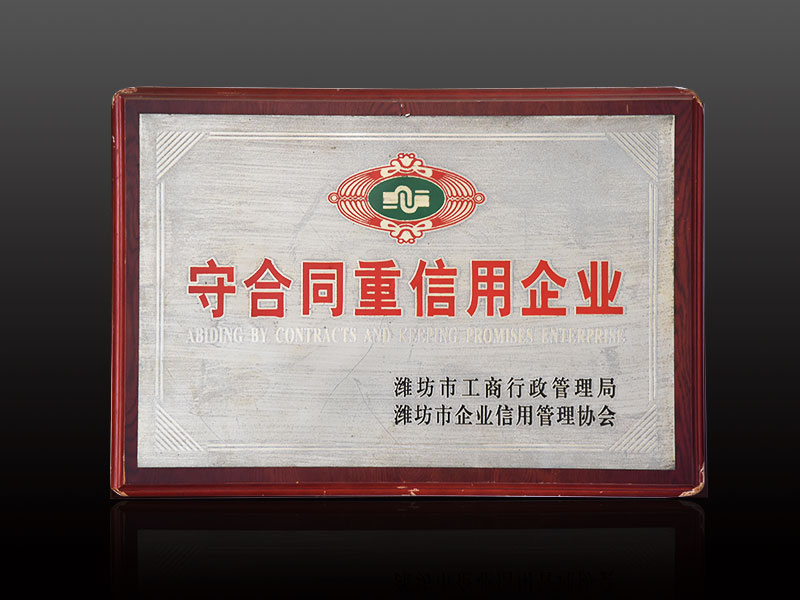 守合同重信用企业
ABIDING BY CONTRACTS AND KEEPING PROMISES ENTERPRISE
潍坊市工商行政管理局
潍坊市企业信用管理协会